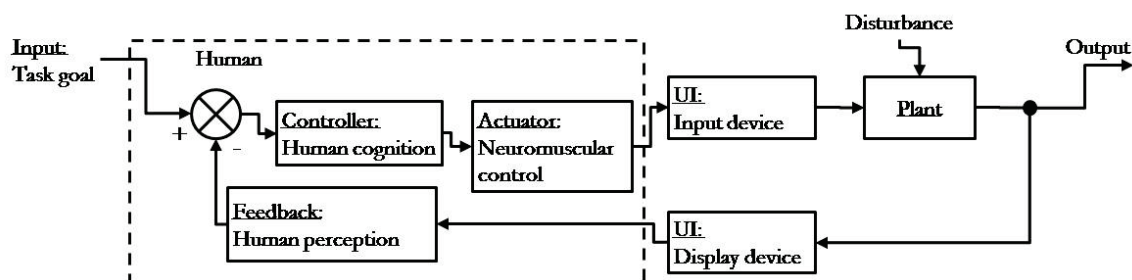 Input:
Task goal
Human
+
-
Controller:
Human cognition
Actuator:
Neuromuscular
control
UI:
Input device
Disturbance
Plant
Output
Feedback:
Human perception
UI:
Display device